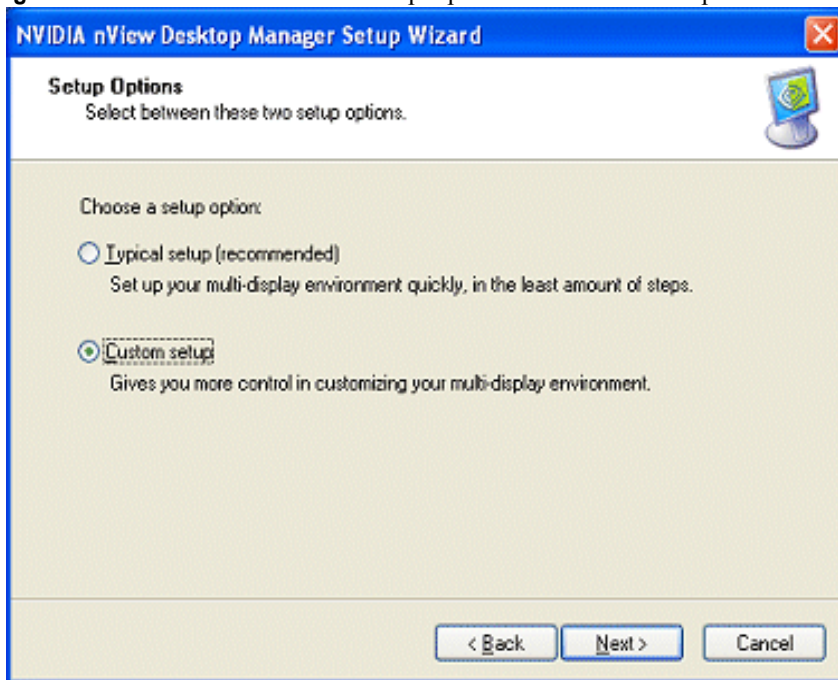 NVIDIA nView Desktop Manager Setup Wizard
Setup Options
Select between these two setup options.
Choose a setup option:
Typical setup (recommended)
Set up your multi-display environment quickly, in the least amount of steps.
Custom setup
Gives you more control in customizing your multi-display environment.
< Back
Next >
Cancel